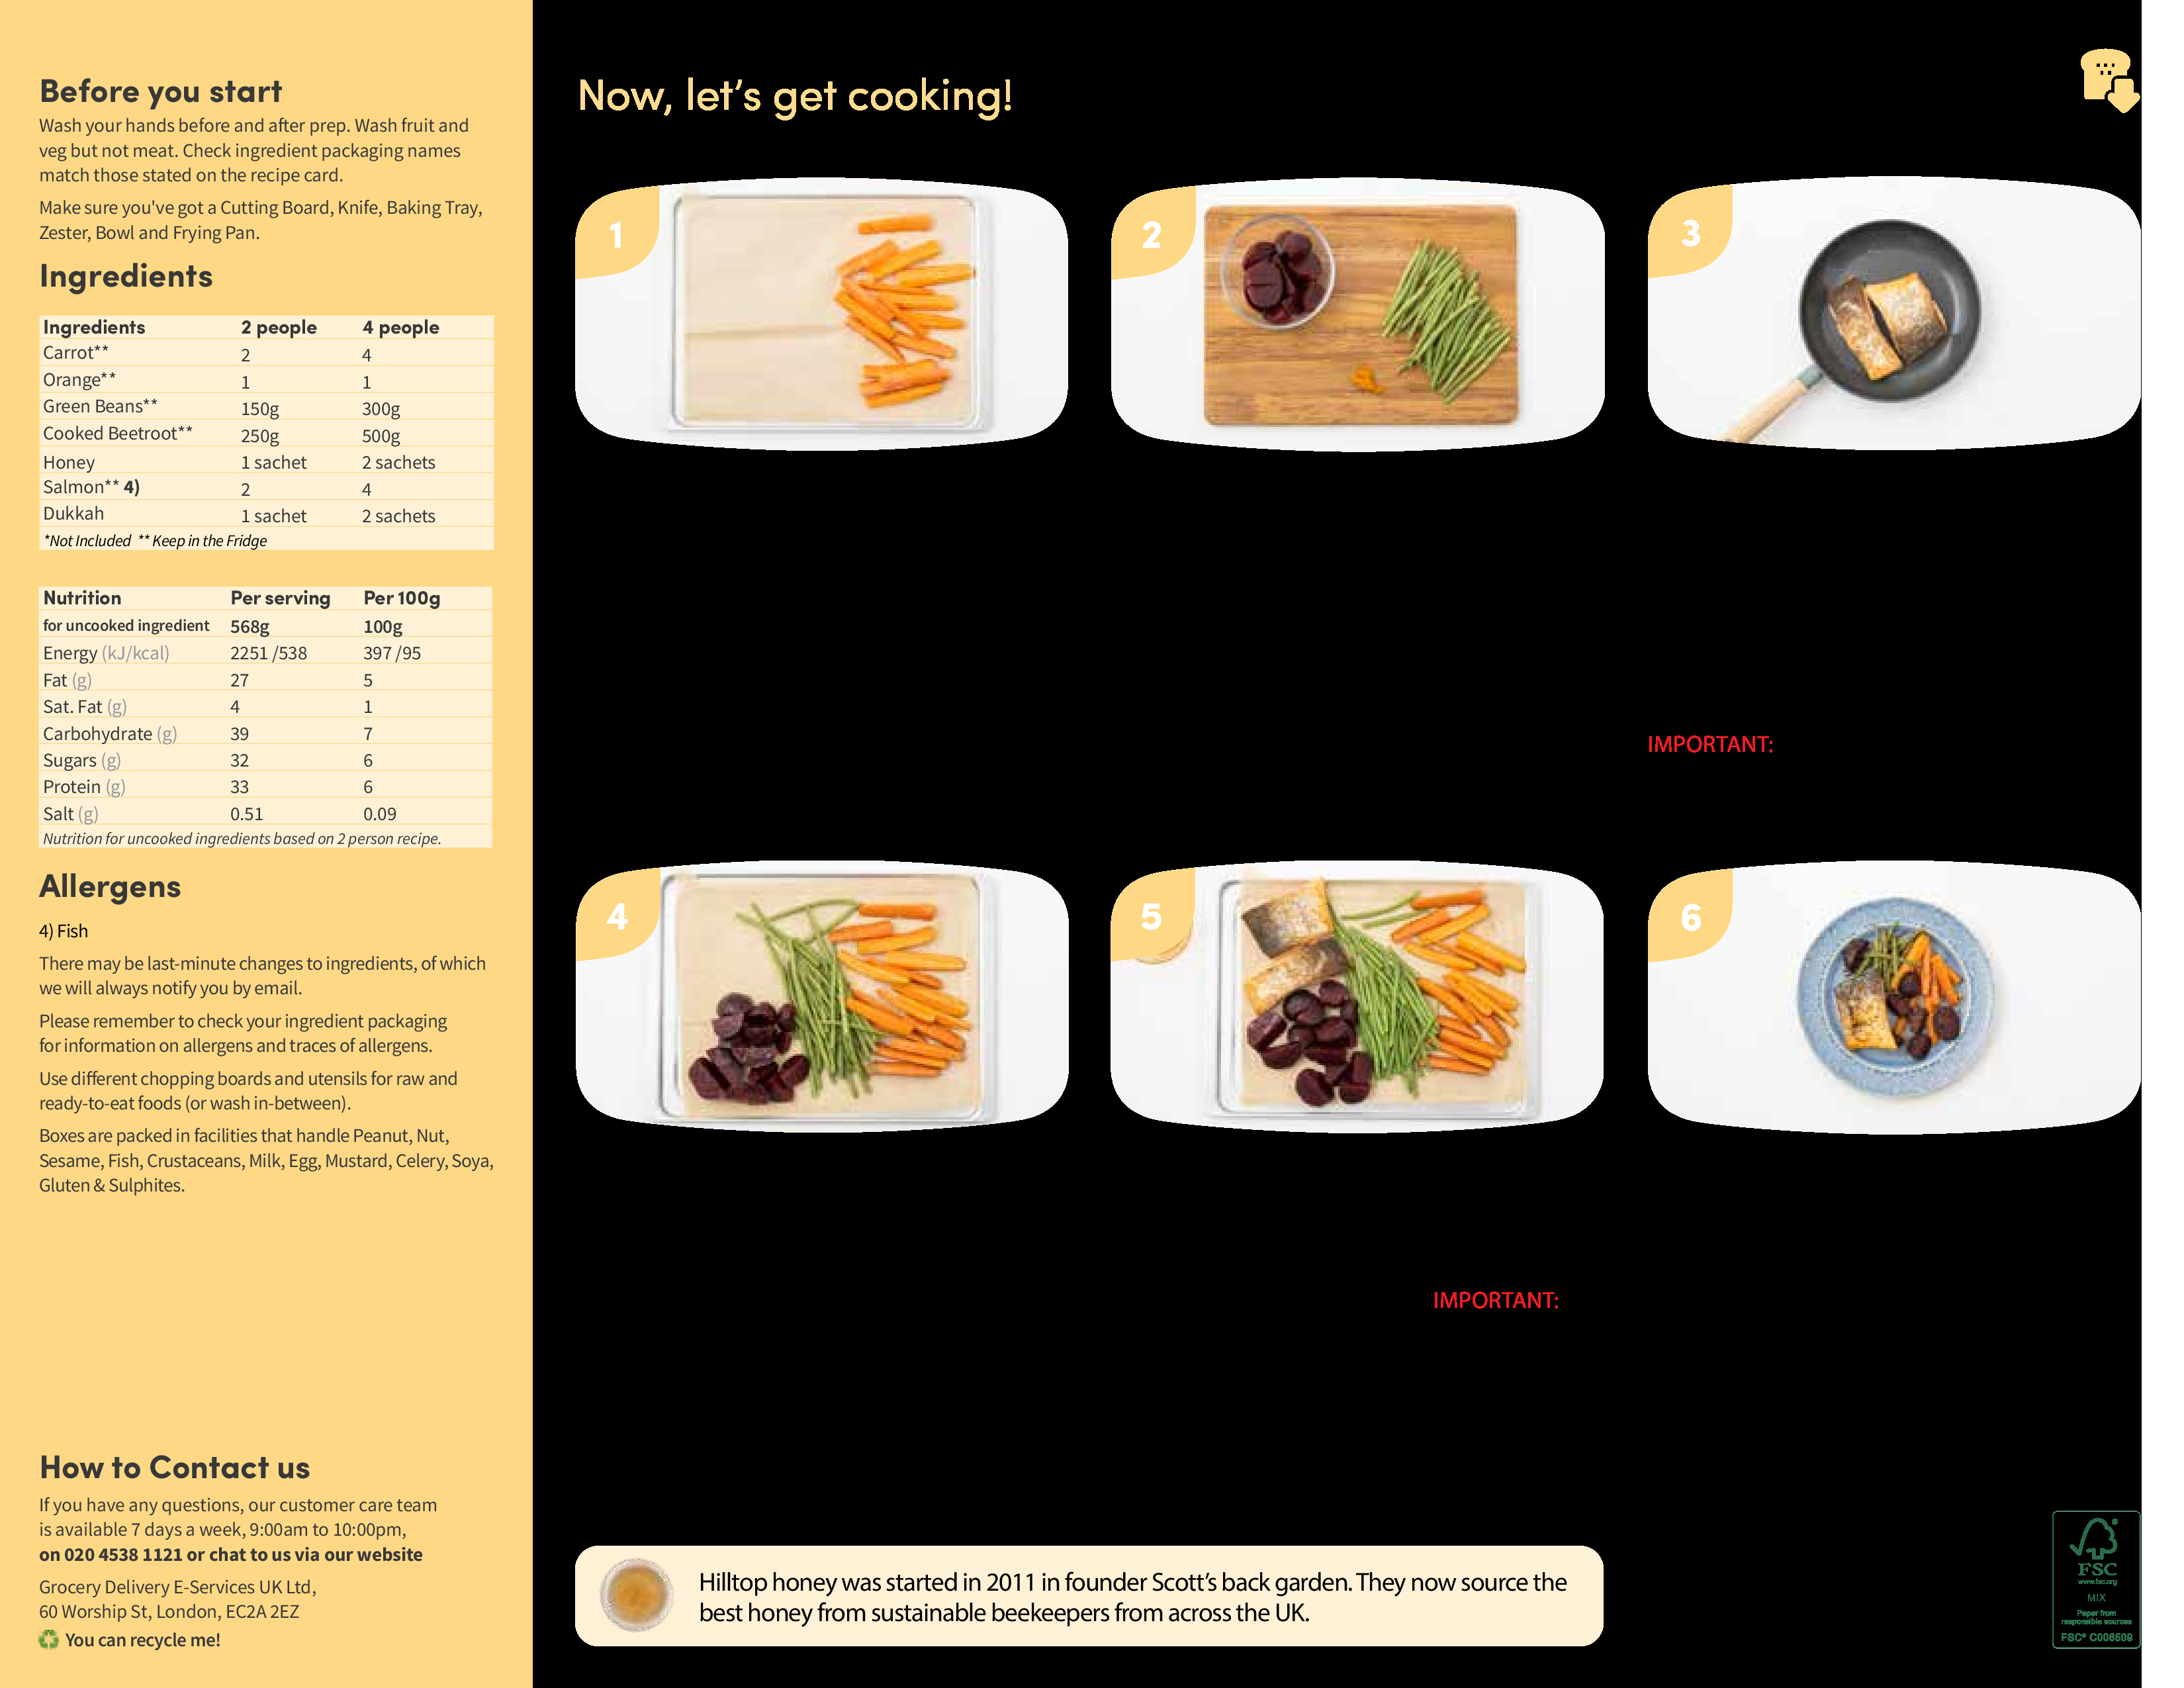 Before you start
Wash your hands before and after prep. Wash fruit and
veg but not meat. Check ingredient packaging names
match those stated on the recipe card.
Make sure you've got a Cutting Board, Knife, Baking Tray,
Zester, Bowl and Frying Pan.
Ingredients
Ingredients 2 people 4 people
Carrot** 2 4
Orange** 1 1
Green Beans** 150g 300g
Cooked Beetroot** 250g 500g
Honey 1 sachet 2 sachets
Salmon** 4) 2 4
Dukkah 1 sachet 2 sachets
*Not Included ** Keep in the Fridge
Nutrition Per serving Per 100g
for uncooked ingredient 568g 100g
Energy (kJ/kcal) 2251 /538 397 /95
Fat (g) 27 5
Sat. Fat (g) 4 1
Carbohydrate (g) 39 7
Sugars (g) 32 6
Protein (g) 33 6
Salt (g) 0.51 0.09
Nutrition for uncooked ingredients based on 2 person recipe.
Allergens
4) Fish
There may be last-minute changes to ingredients, of which
we will always notify you by email.
Please remember to check your ingredient packaging
for information on allergens and traces of allergens.
Use different chopping boards and utensils for raw and
ready-to-eat foods (or wash in-between).
Boxes are packed in facilities that handle Peanut, Nut,
Sesame, Fish, Crustaceans, Milk, Egg, Mustard, Celery, Soya,
Gluten & Sulphites.
How to Contact us
If you have any questions, our customer care team
is available 7 days a week, 9:00am to 10:00pm,
on 020 4538 1121 or chat to us via our website
Grocery Delivery E-Services UK Ltd,
60 Worship St, London, EC2A 2EZ
You can recycle me!
Now, let's get cooking!
1
2
3
IMPORTANT:
4
5
6
IMPORTANT:
Hilltop honey was started in 2011 in founder Scott's back garden. They now source the
best honey from sustainable beekeepers from across the UK.
FSC
www.fsc.org
MIX
Paper from
responsible sources
FSC® C006509